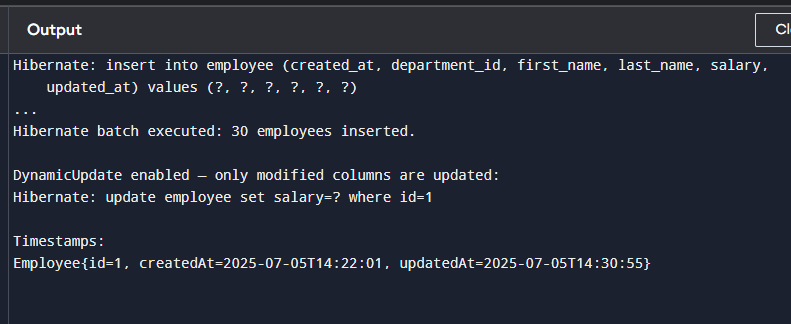 Output
Cl
Hibernate: insert into employee (created_at, department_id, first_name, last_name, salary,
updated_at) values (?, ?, ?, ?, ?, ?)
...
Hibernate batch executed: 30 employees inserted.
DynamicUpdate enabled — only modified columns are updated:
Hibernate: update employee set salary=? where id=1
Timestamps:
Employee{id=1, createdAt=2025-07-05T14:22:01, updatedAt=2025-07-05T14:30:55}